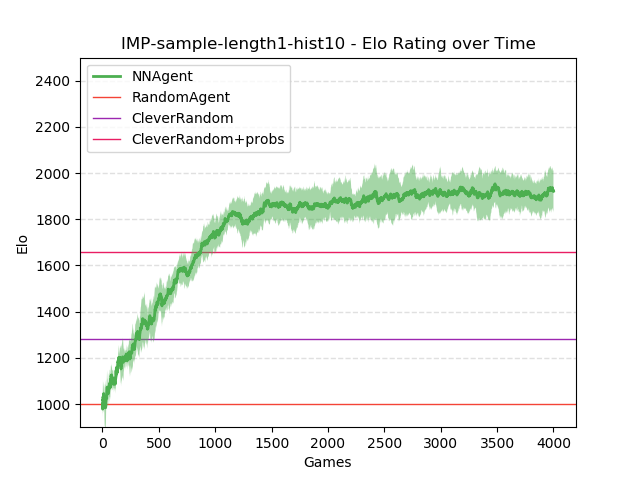 IMP-sample-length1-hist10 - Elo Rating over Time
NNAgent
RandomAgent
CleverRandom
CleverRandom+probs
2400
2200
2000
1800
1600
1400
1200
1000
Elo
0 500 1000 1500 2000 2500 3000 3500 4000
Games